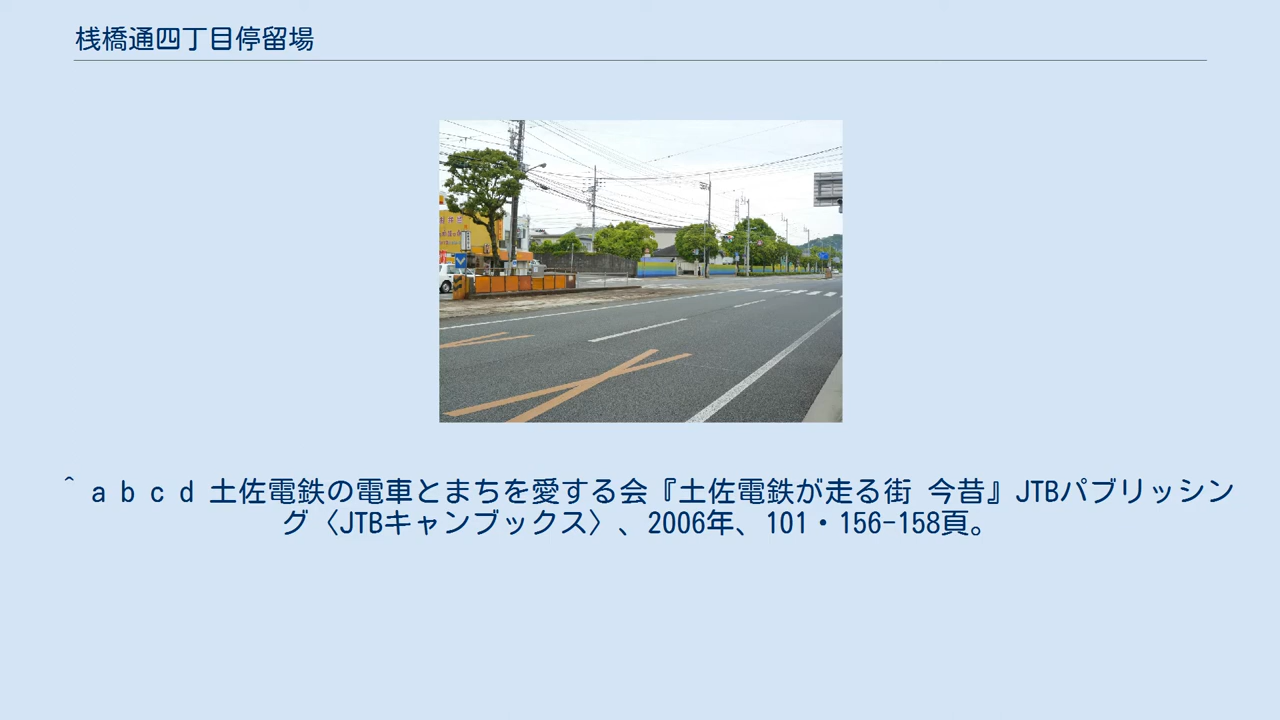 桟橋通四丁目停留場
^ a b c d 土佐電鉄の電車とまちを愛する会『土佐電鉄が走る街 今昔』JTBパブリッシン
グ〈JTBキャンブックス〉、2006年、101・156-158頁。